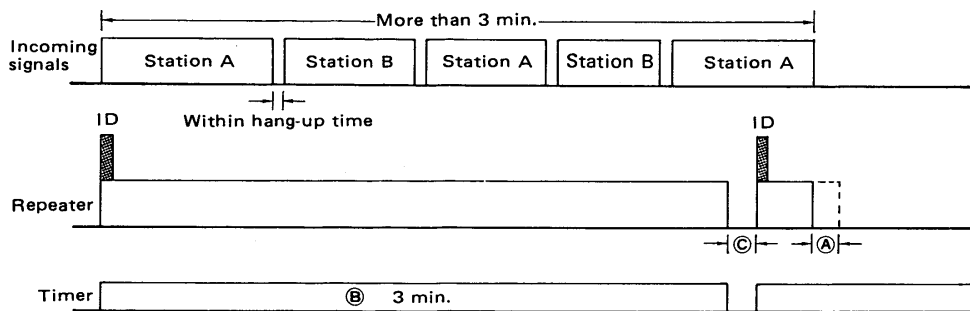 More than 3 min.
Incoming signals
Station A
Station B
Station A
Station B
Station A
Within hang-up time
ID
ID
Repeater
Ⓒ
Ⓐ
Timer
Ⓑ 3 min.